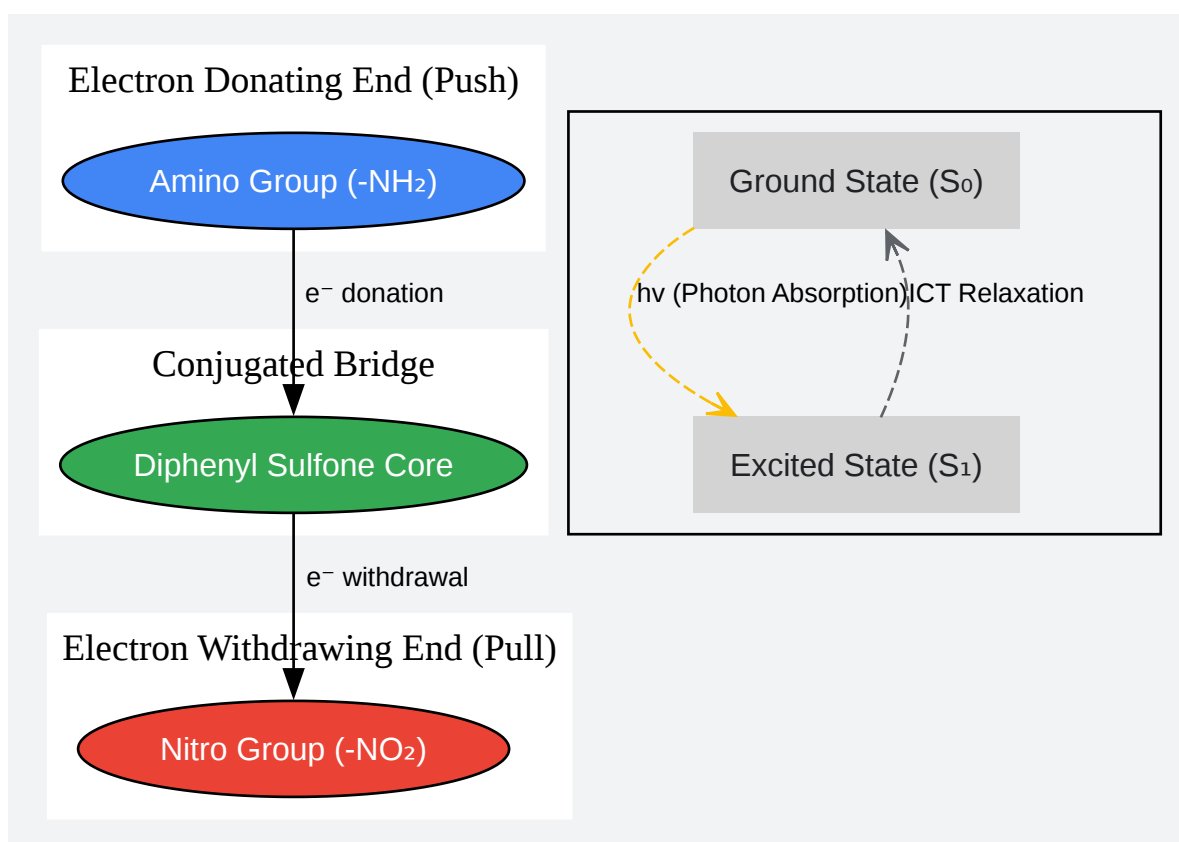 Electron Donating End (Push)
Amino Group (-NH₂)
e⁻ donation
Conjugated Bridge
Diphenyl Sulfone Core
e⁻ withdrawal
Electron Withdrawing End (Pull)
Nitro Group (-NO₂)
Ground State (S₀)
hv (Photon Absorption)
ICT Relaxation
Excited State (S₁)